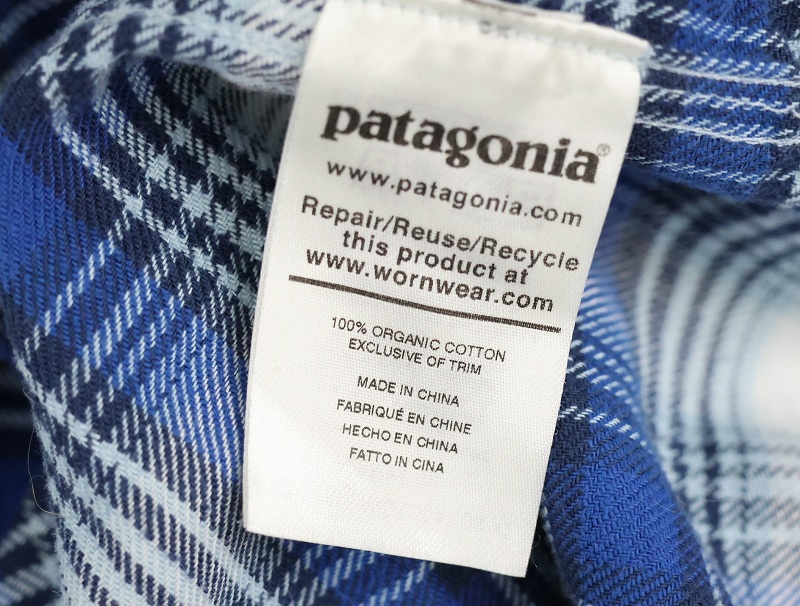 patagonia®
www.patagonia.com
Repair/Reuse/Recycle
this product at
www.wornwear.com
100% ORGANIC COTTON
EXCLUSIVE OF TRIM
MADE IN CHINA
FABRIQUÉ EN CHINE
HECHO EN CHINA
FATTO IN CINA